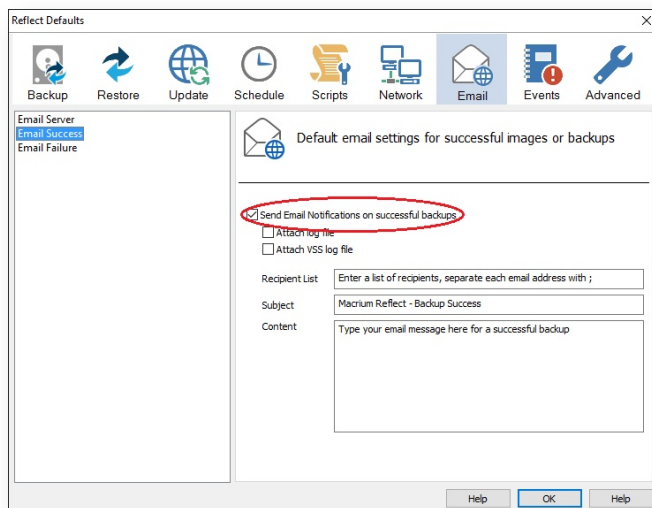 Reflect Defaults
Backup Restore Update Schedule Scripts Network Email Events Advanced
Email Server
Email Success
Email Failure
Default email settings for successful images or backups
Send Email Notifications on successful backups
Attach log file
Attach VSS log file
Recipient List Enter a list of recipients, separate each email address with ;
Subject Macrium Reflect - Backup Success
Content Type your email message here for a successful backup
Help OK Help